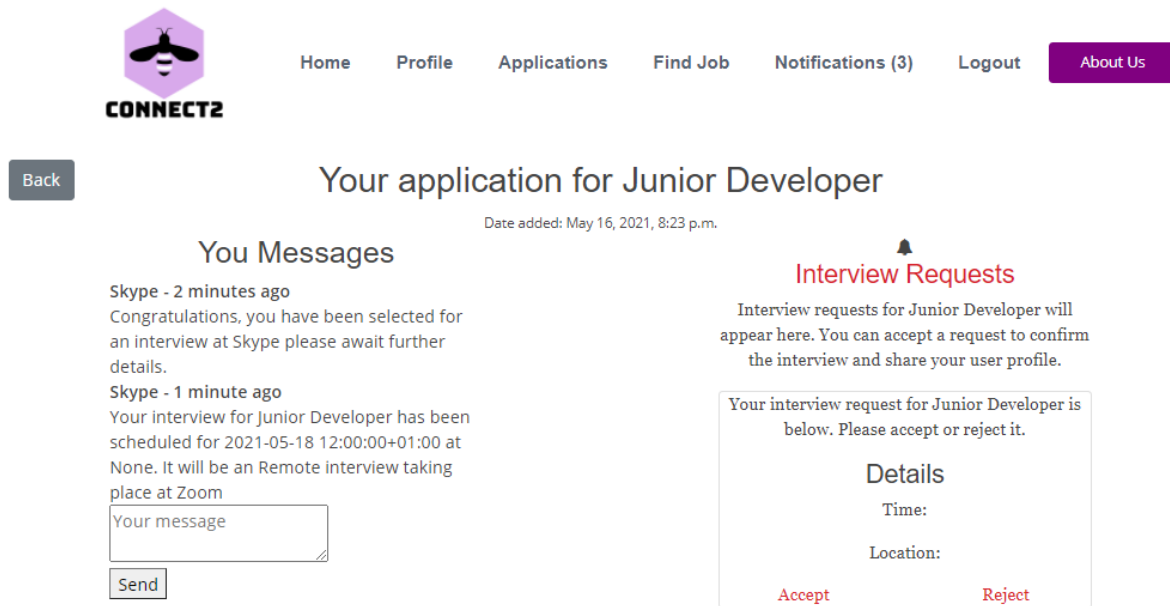 CONNECT2
Home Profile Applications Find Job Notifications (3) Logout About Us
Back
Your application for Junior Developer
Date added: May 16, 2021, 8:23 p.m.
You Messages
Skype - 2 minutes ago
Congratulations, you have been selected for
an interview at Skype please await further
details.
Skype - 1 minute ago
Your interview for Junior Developer has been
scheduled for 2021-05-18 12:00:00+01:00 at
None. It will be an Remote interview taking
place at Zoom
Your message
Send
Interview Requests
Interview requests for Junior Developer will
appear here. You can accept a request to confirm
the interview and share your user profile.
Your interview request for Junior Developer is
below. Please accept or reject it.
Details
Time:
Location:
Accept Reject